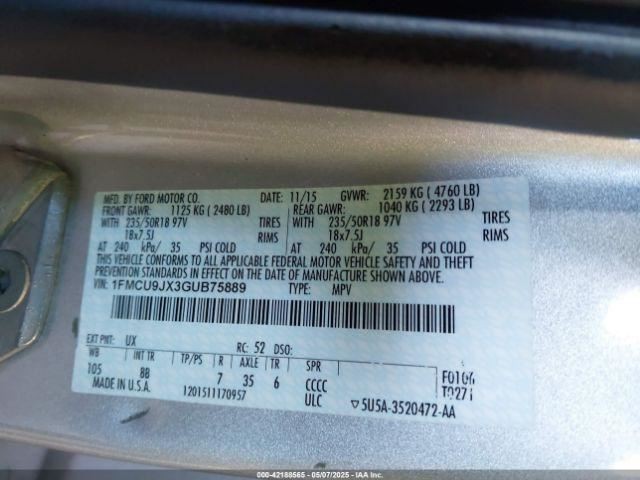 MFD. BY FORD MOTOR CO. DATE: 11/15 GVWR: 2159 KG ( 4760 LB)
FRONT GAWR: 1125 KG ( 2480 LB) REAR GAWR: 1040 KG ( 2293 LB)
WITH 235/50R18 97V TIRES WITH 235/50R18 97V TIRES
18x7.5J RIMS 18x7.5J RIMS
AT 240 kPa/ 35 PSI COLD AT 240 kPa/ 35 PSI COLD
THIS VEHICLE CONFORMS TO ALL APPLICABLE FEDERAL MOTOR VEHICLE SAFETY AND THEFT
PREVENTION STANDARDS IN EFFECT ON THE DATE OF MANUFACTURE SHOWN ABOVE.
VIN: 1FMCU9JX3GUB75889 TYPE: MPV
EXT PNT: UX RC: 52 DSO:
WB INT TR TP/PS R AXLE TR SPR
105 8B 7 35 6 CCCC
MADE IN U.S.A. 1201511170957 ULC
F0106
T0271
▽5U5A-3520472-AA
000-42188565 - 05/07/2025 - IAAI.COM